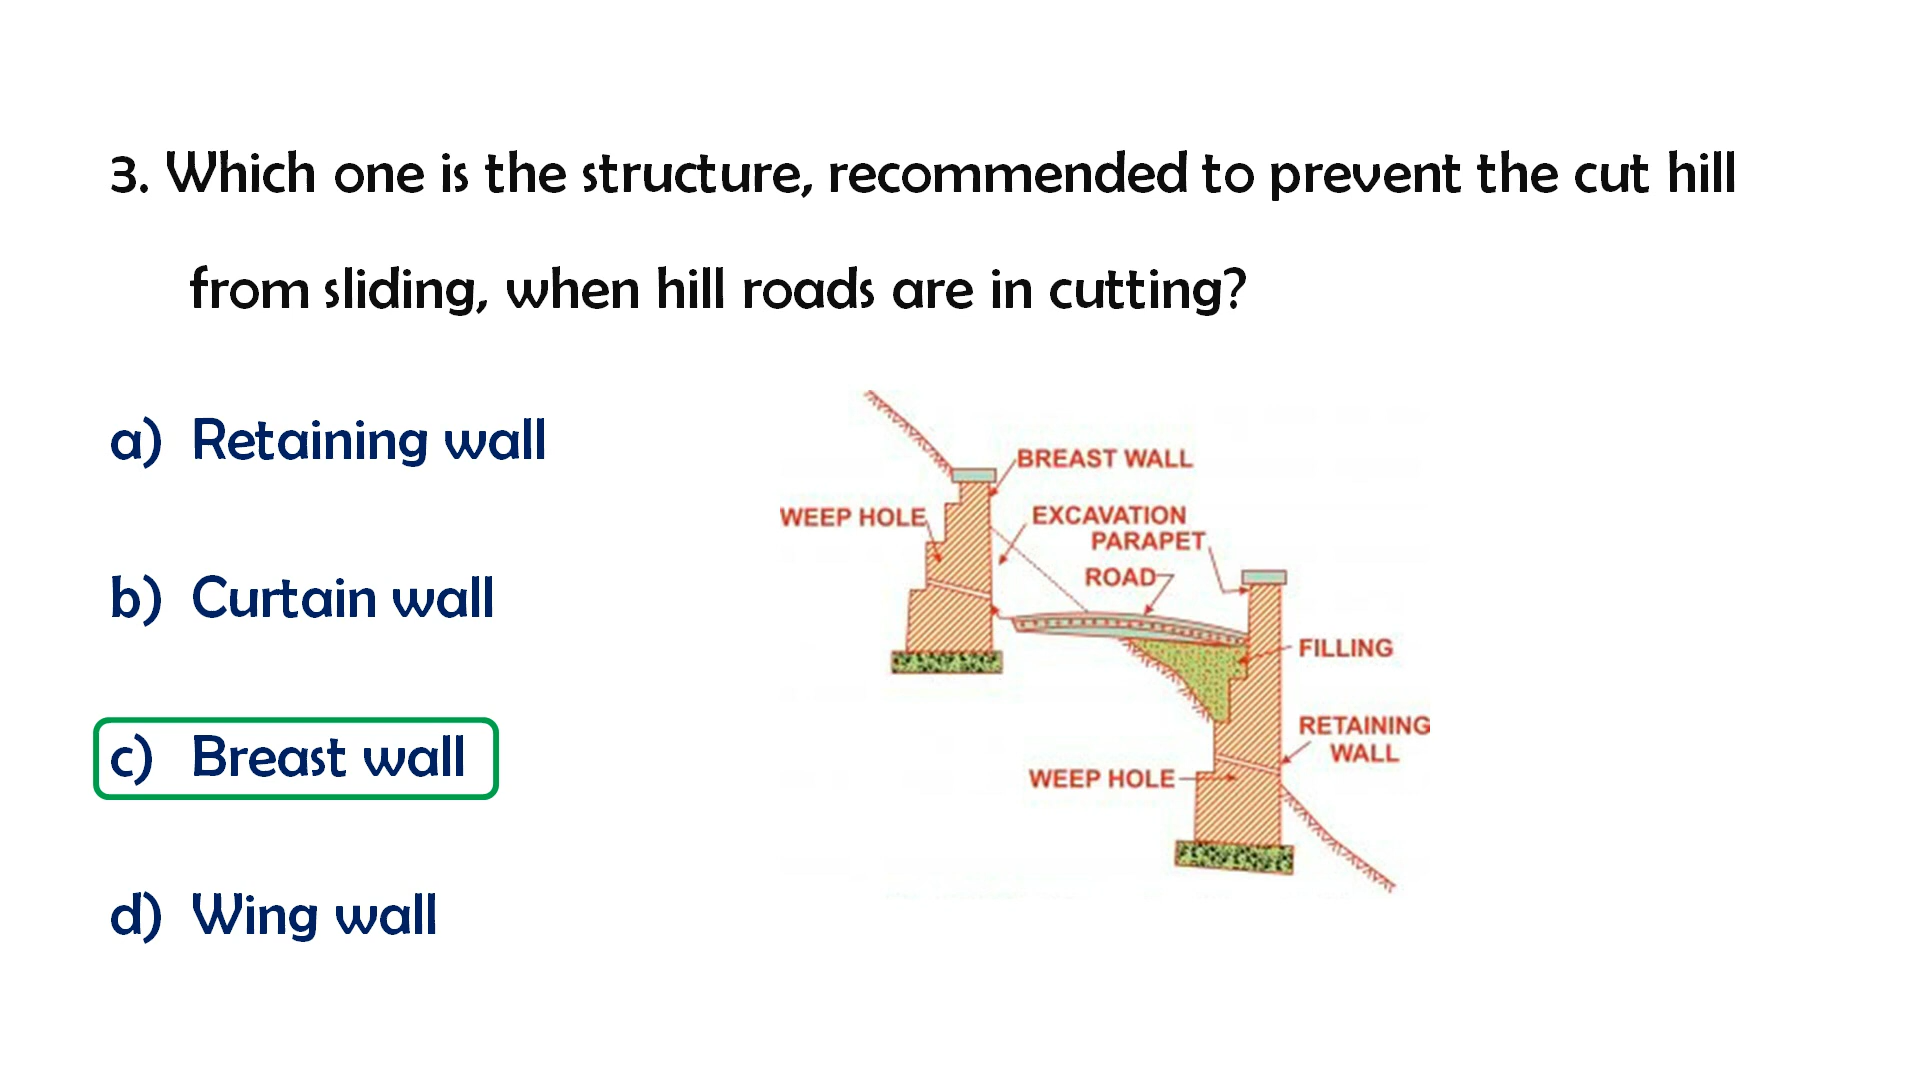 3. Which one is the structure, recommended to prevent the cut hill
from sliding, when hill roads are in cutting?
a) Retaining wall
b) Curtain wall
c) Breast wall
d) Wing wall
BREAST WALL
WEEP HOLE
EXCAVATION
PARAPET
ROAD
FILLING
RETAINING
WALL
WEEP HOLE